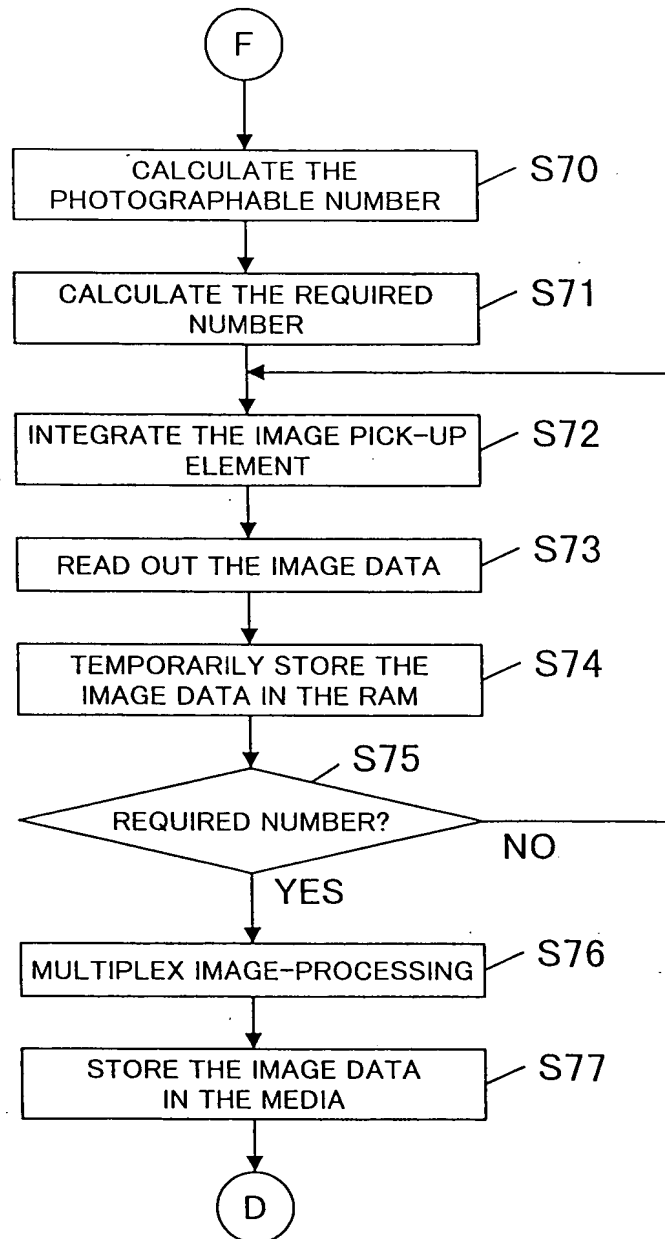 F
CALCULATE THE
PHOTOGRAPHABLE NUMBER
S70
CALCULATE THE REQUIRED
NUMBER
S71
INTEGRATE THE IMAGE PICK-UP
ELEMENT
S72
READ OUT THE IMAGE DATA
S73
TEMPORARILY STORE THE
IMAGE DATA IN THE RAM
S74
S75
REQUIRED NUMBER?
NO
YES
MULTIPLEX IMAGE-PROCESSING
S76
STORE THE IMAGE DATA
IN THE MEDIA
S77
D